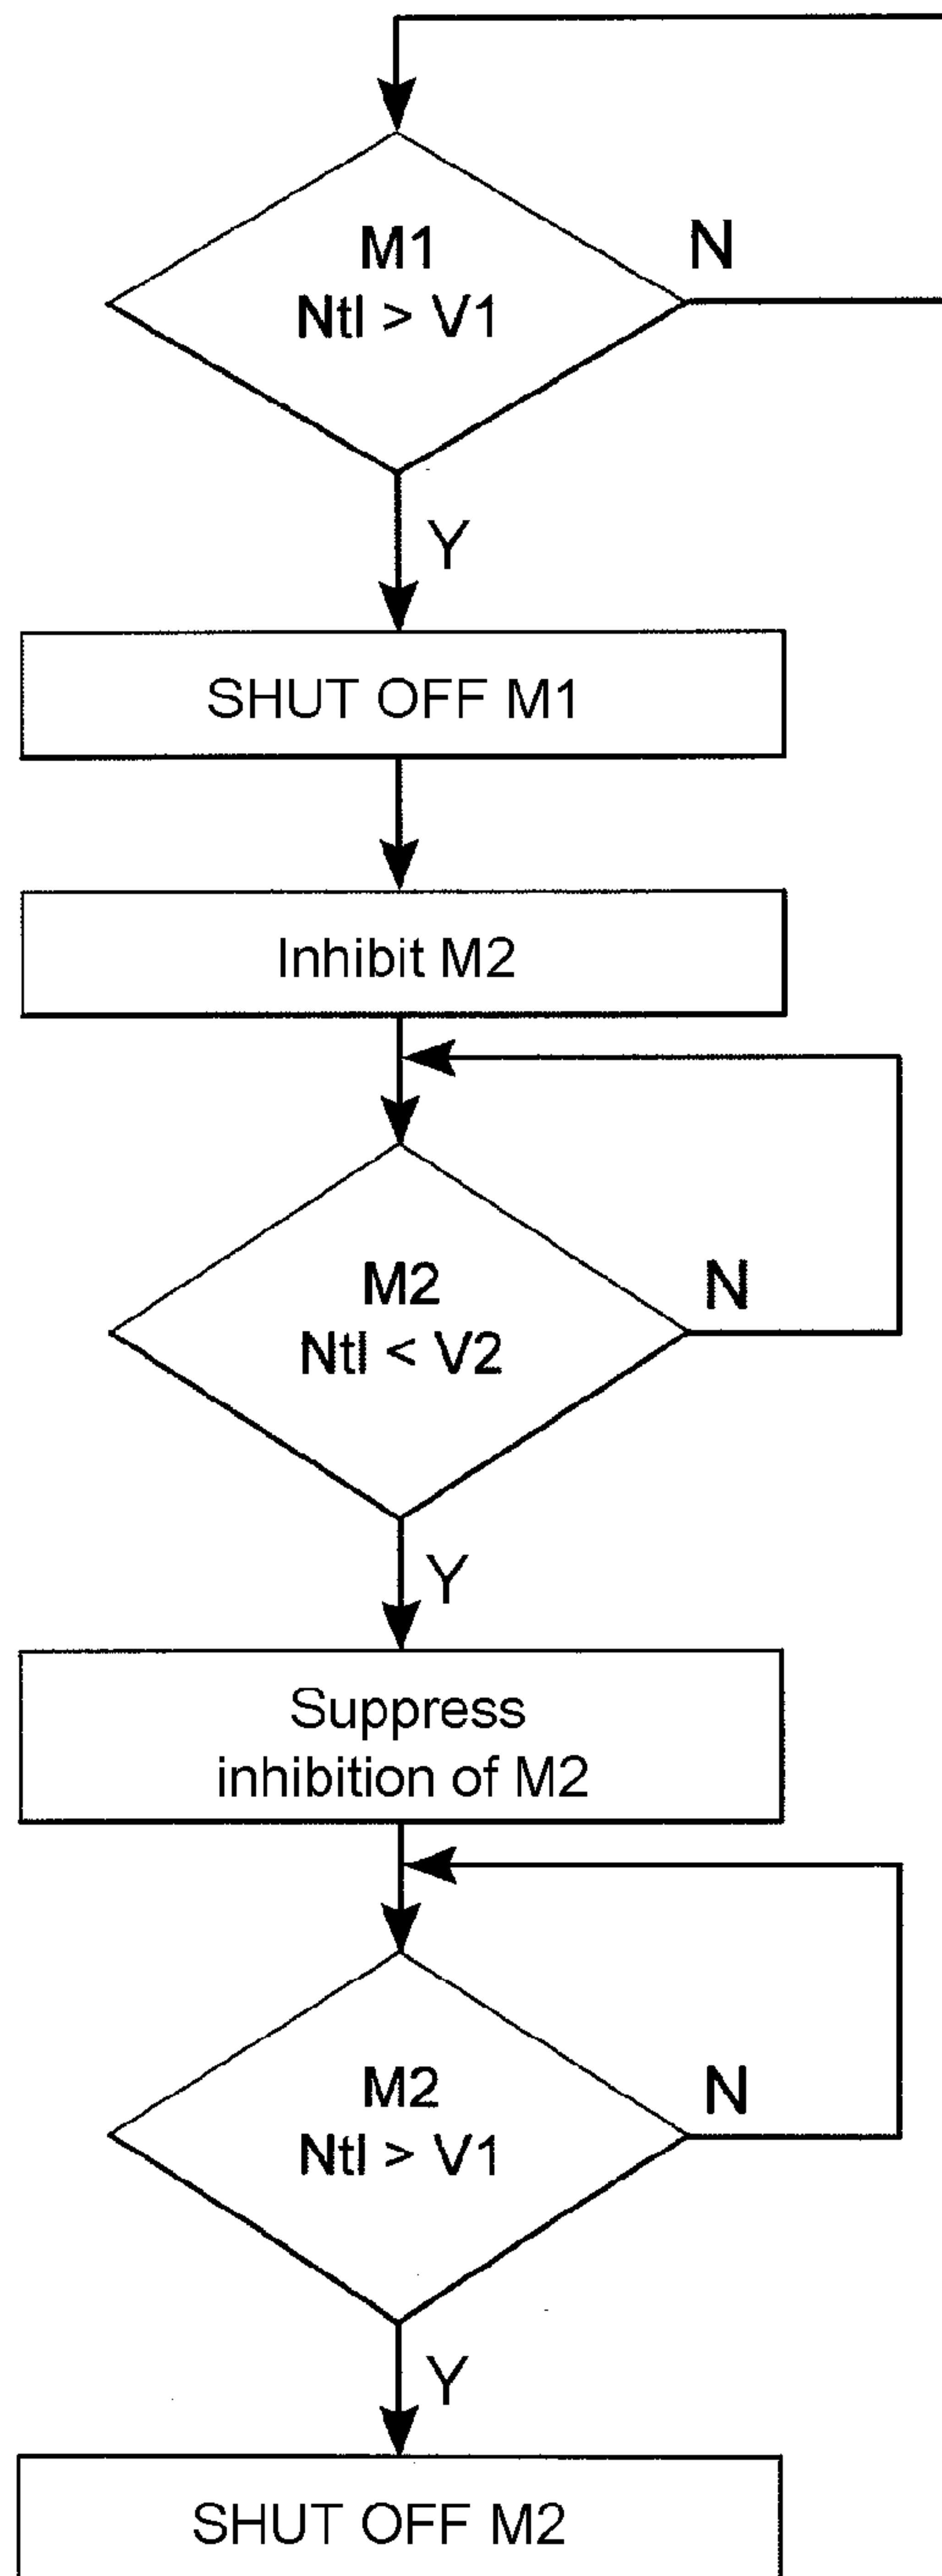 M1
Ntl > V1
N
Y
SHUT OFF M1
Inhibit M2
M2
Ntl < V2
N
Y
Suppress
inhibition of M2
M2
Ntl > V1
N
Y
SHUT OFF M2